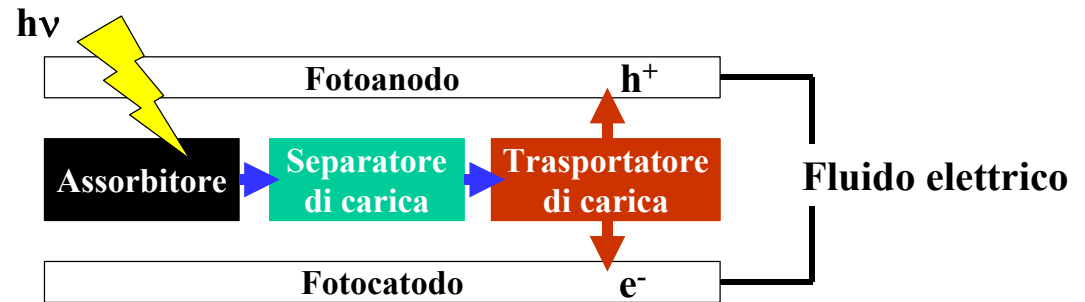 hν
Fotoanodo h⁺
Assorbitore
Separatore
di carica
Trasportatore
di carica
Fluido elettrico
Fotocatodo e⁻